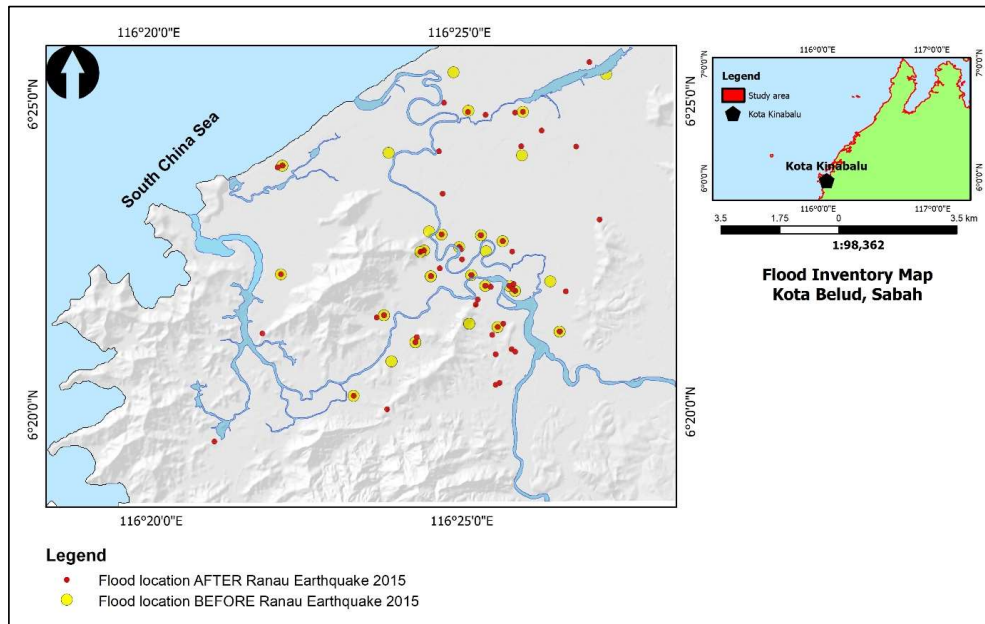 116°20'0"E
116°25'0"E
6°25'0"N
6°25'0"N
South China Sea
6°20'0"N
6°20'0"N
116°20'0"E
116°25'0"E
Legend
Flood location AFTER Ranau Earthquake 2015
Flood location BEFORE Ranau Earthquake 2015
116°0'0"E
117°0'0"E
7°0'0"N
7°0'0"N
Legend
Study area
Kota Kinabalu
Kota Kinabalu
6°0'0"N
6°0'0"N
116°0'0"E
117°0'0"E
3.5
1.75
0
3.5 km
1:98,362
Flood Inventory Map
Kota Belud, Sabah